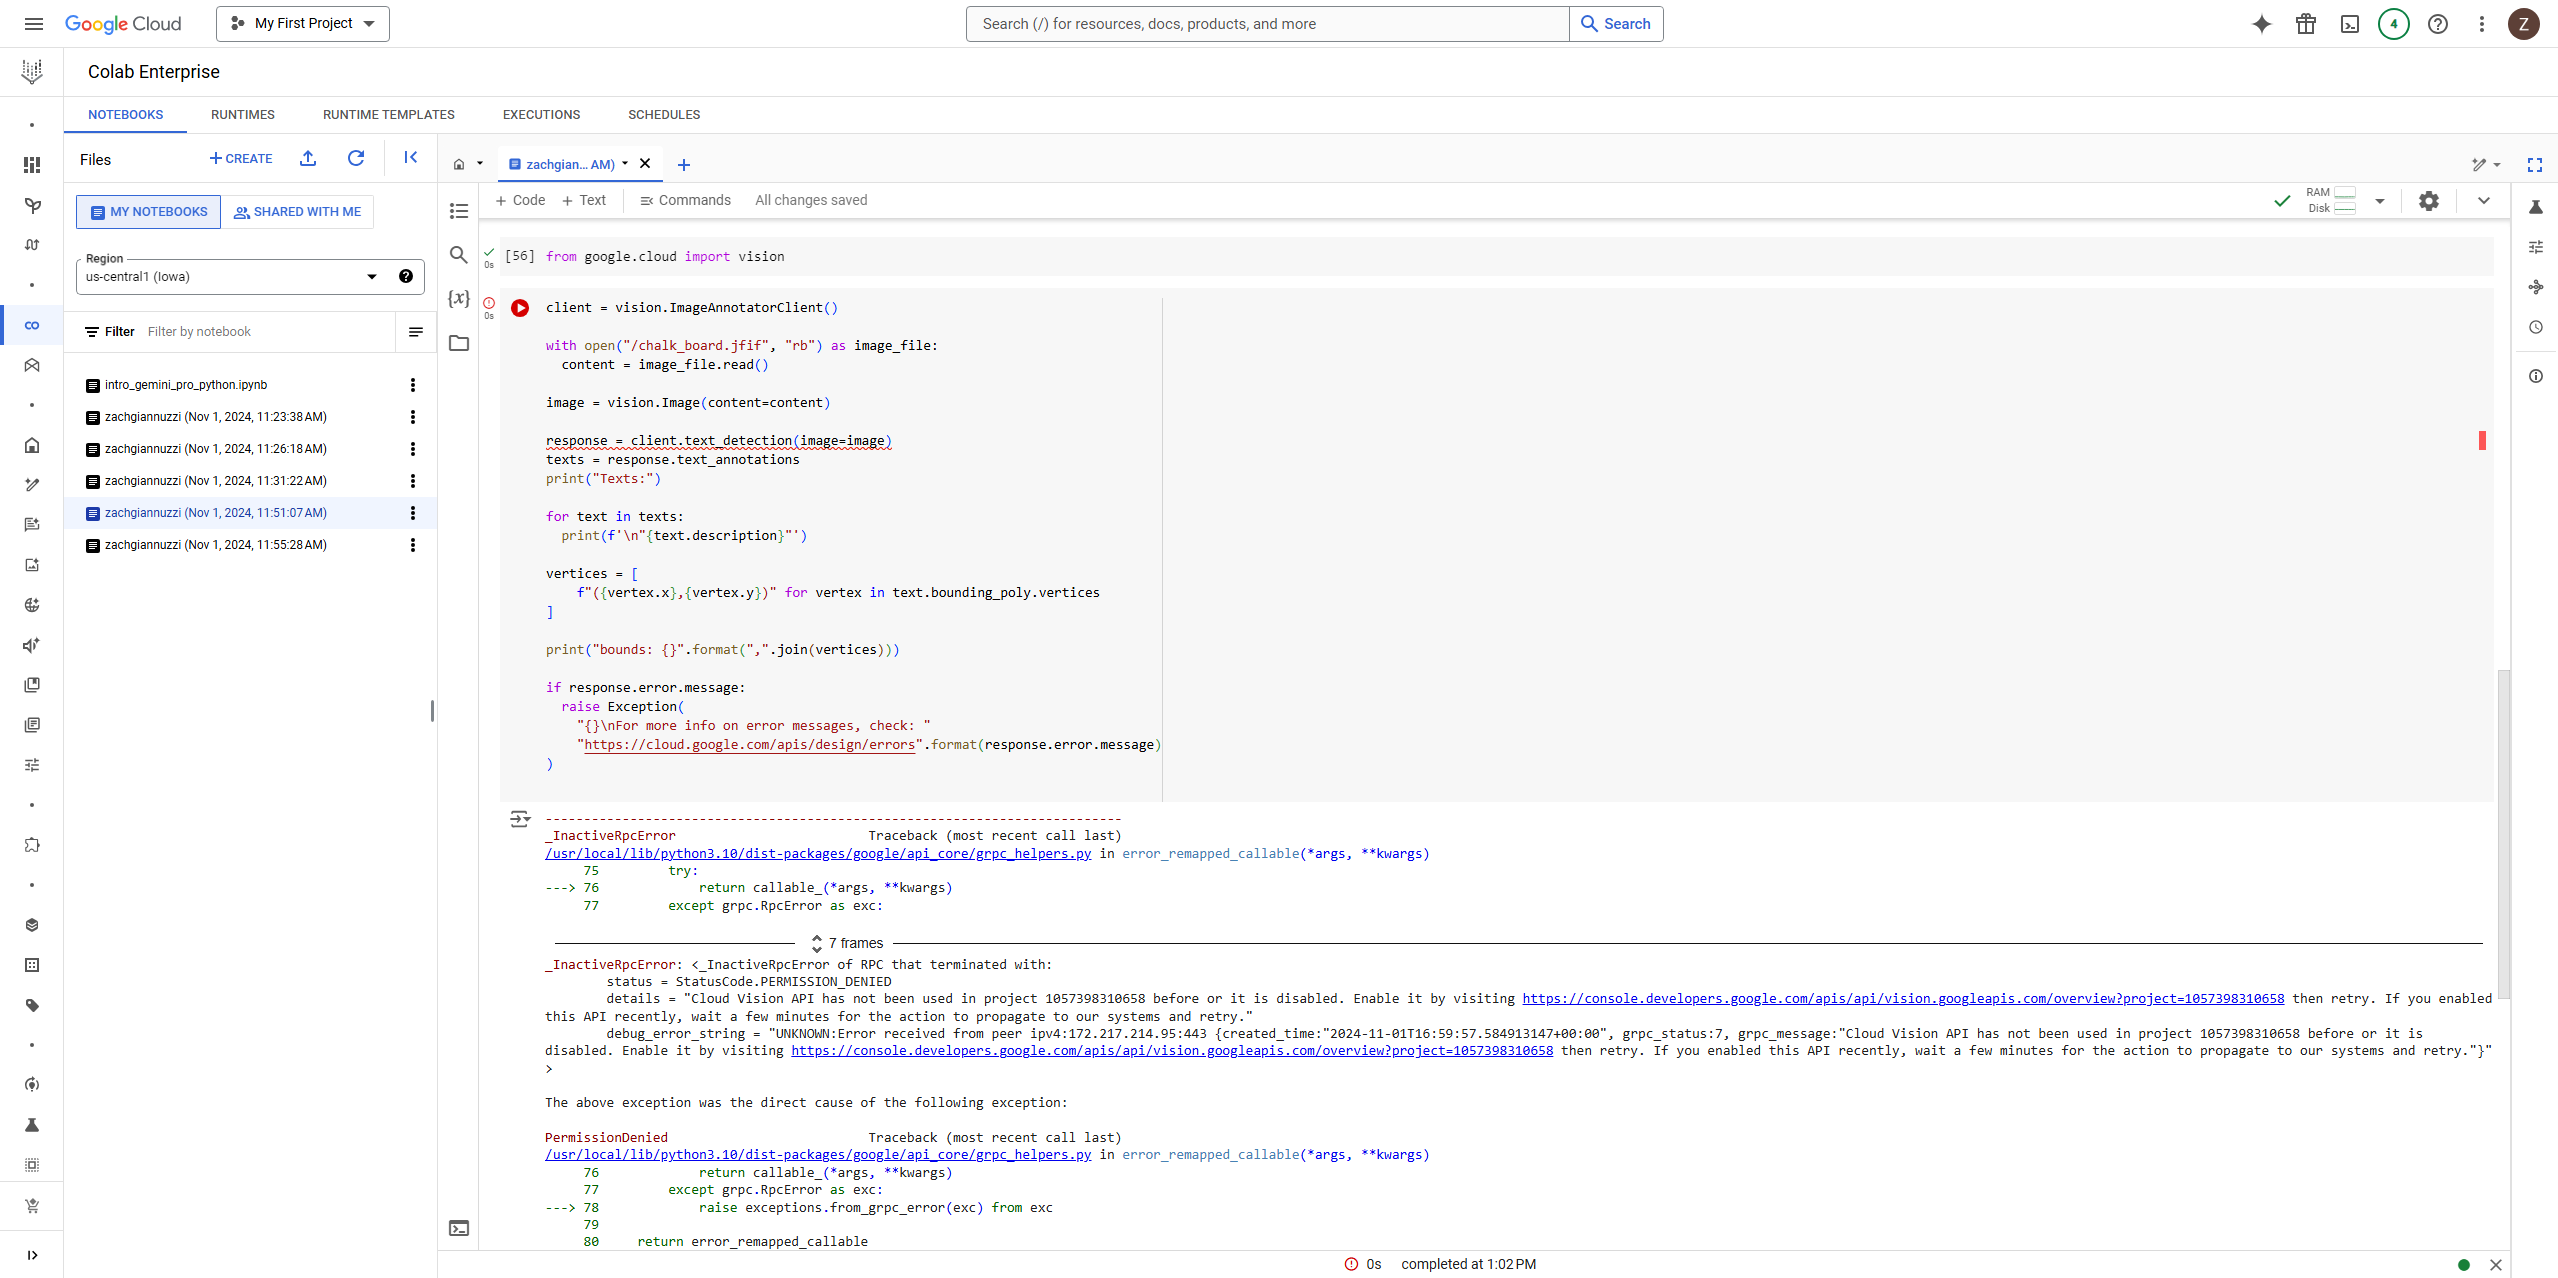 Google Cloud
My First Project
Search (/) for resources, docs, products, and more
Search
4
Z
Colab Enterprise
NOTEBOOKS
RUNTIMES
RUNTIME TEMPLATES
EXECUTIONS
SCHEDULES
Files
CREATE
MY NOTEBOOKS
SHARED WITH ME
Region
us-central1 (Iowa)
Filter
Filter by notebook
intro_gemini_pro_python.ipynb
zachgiannuzzi (Nov 1, 2024, 11:23:38 AM)
zachgiannuzzi (Nov 1, 2024, 11:26:18 AM)
zachgiannuzzi (Nov 1, 2024, 11:31:22 AM)
zachgiannuzzi (Nov 1, 2024, 11:51:07 AM)
zachgiannuzzi (Nov 1, 2024, 11:55:28 AM)
zachgian... AM)
+ Code
+ Text
Commands
All changes saved
RAM
Disk
{x}
0s
[56] from google.cloud import vision
0s
client = vision.ImageAnnotatorClient()
with open("/chalk_board.jfif", "rb") as image_file:
content = image_file.read()
image = vision.Image(content=content)
response = client.text_detection(image=image)
texts = response.text_annotations
print("Texts:")
for text in texts:
print(f'\n"{text.description}"')
vertices = [
f"({vertex.x},{vertex.y})" for vertex in text.bounding_poly.vertices
]
print("bounds: {}".format(",".join(vertices)))
if response.error.message:
raise Exception(
"{}\nFor more info on error messages, check: "
"https://cloud.google.com/apis/design/errors".format(response.error.message)
)
---------------------------------------------------------------------------
_InactiveRpcError Traceback (most recent call last)
/usr/local/lib/python3.10/dist-packages/google/api_core/grpc_helpers.py in error_remapped_callable(*args, **kwargs)
75 try:
---> 76 return callable_(*args, **kwargs)
77 except grpc.RpcError as exc:
7 frames
_InactiveRpcError: <_InactiveRpcError of RPC that terminated with:
status = StatusCode.PERMISSION_DENIED
details = "Cloud Vision API has not been used in project 1057398310658 before or it is disabled. Enable it by visiting https://console.developers.google.com/apis/api/vision.googleapis.com/overview?project=1057398310658 then retry. If you enabled
this API recently, wait a few minutes for the action to propagate to our systems and retry."
debug_error_string = "UNKNOWN:Error received from peer ipv4:172.217.214.95:443 {created_time:"2024-11-01T16:59:57.584913147+00:00", grpc_status:7, grpc_message:"Cloud Vision API has not been used in project 1057398310658 before or it is
disabled. Enable it by visiting https://console.developers.google.com/apis/api/vision.googleapis.com/overview?project=1057398310658 then retry. If you enabled this API recently, wait a few minutes for the action to propagate to our systems and retry."}"
>
The above exception was the direct cause of the following exception:
PermissionDenied Traceback (most recent call last)
/usr/local/lib/python3.10/dist-packages/google/api_core/grpc_helpers.py in error_remapped_callable(*args, **kwargs)
76 return callable_(*args, **kwargs)
77 except grpc.RpcError as exc:
---> 78 raise exceptions.from_grpc_error(exc) from exc
79
80 return error_remapped_callable
0s completed at 1:02 PM